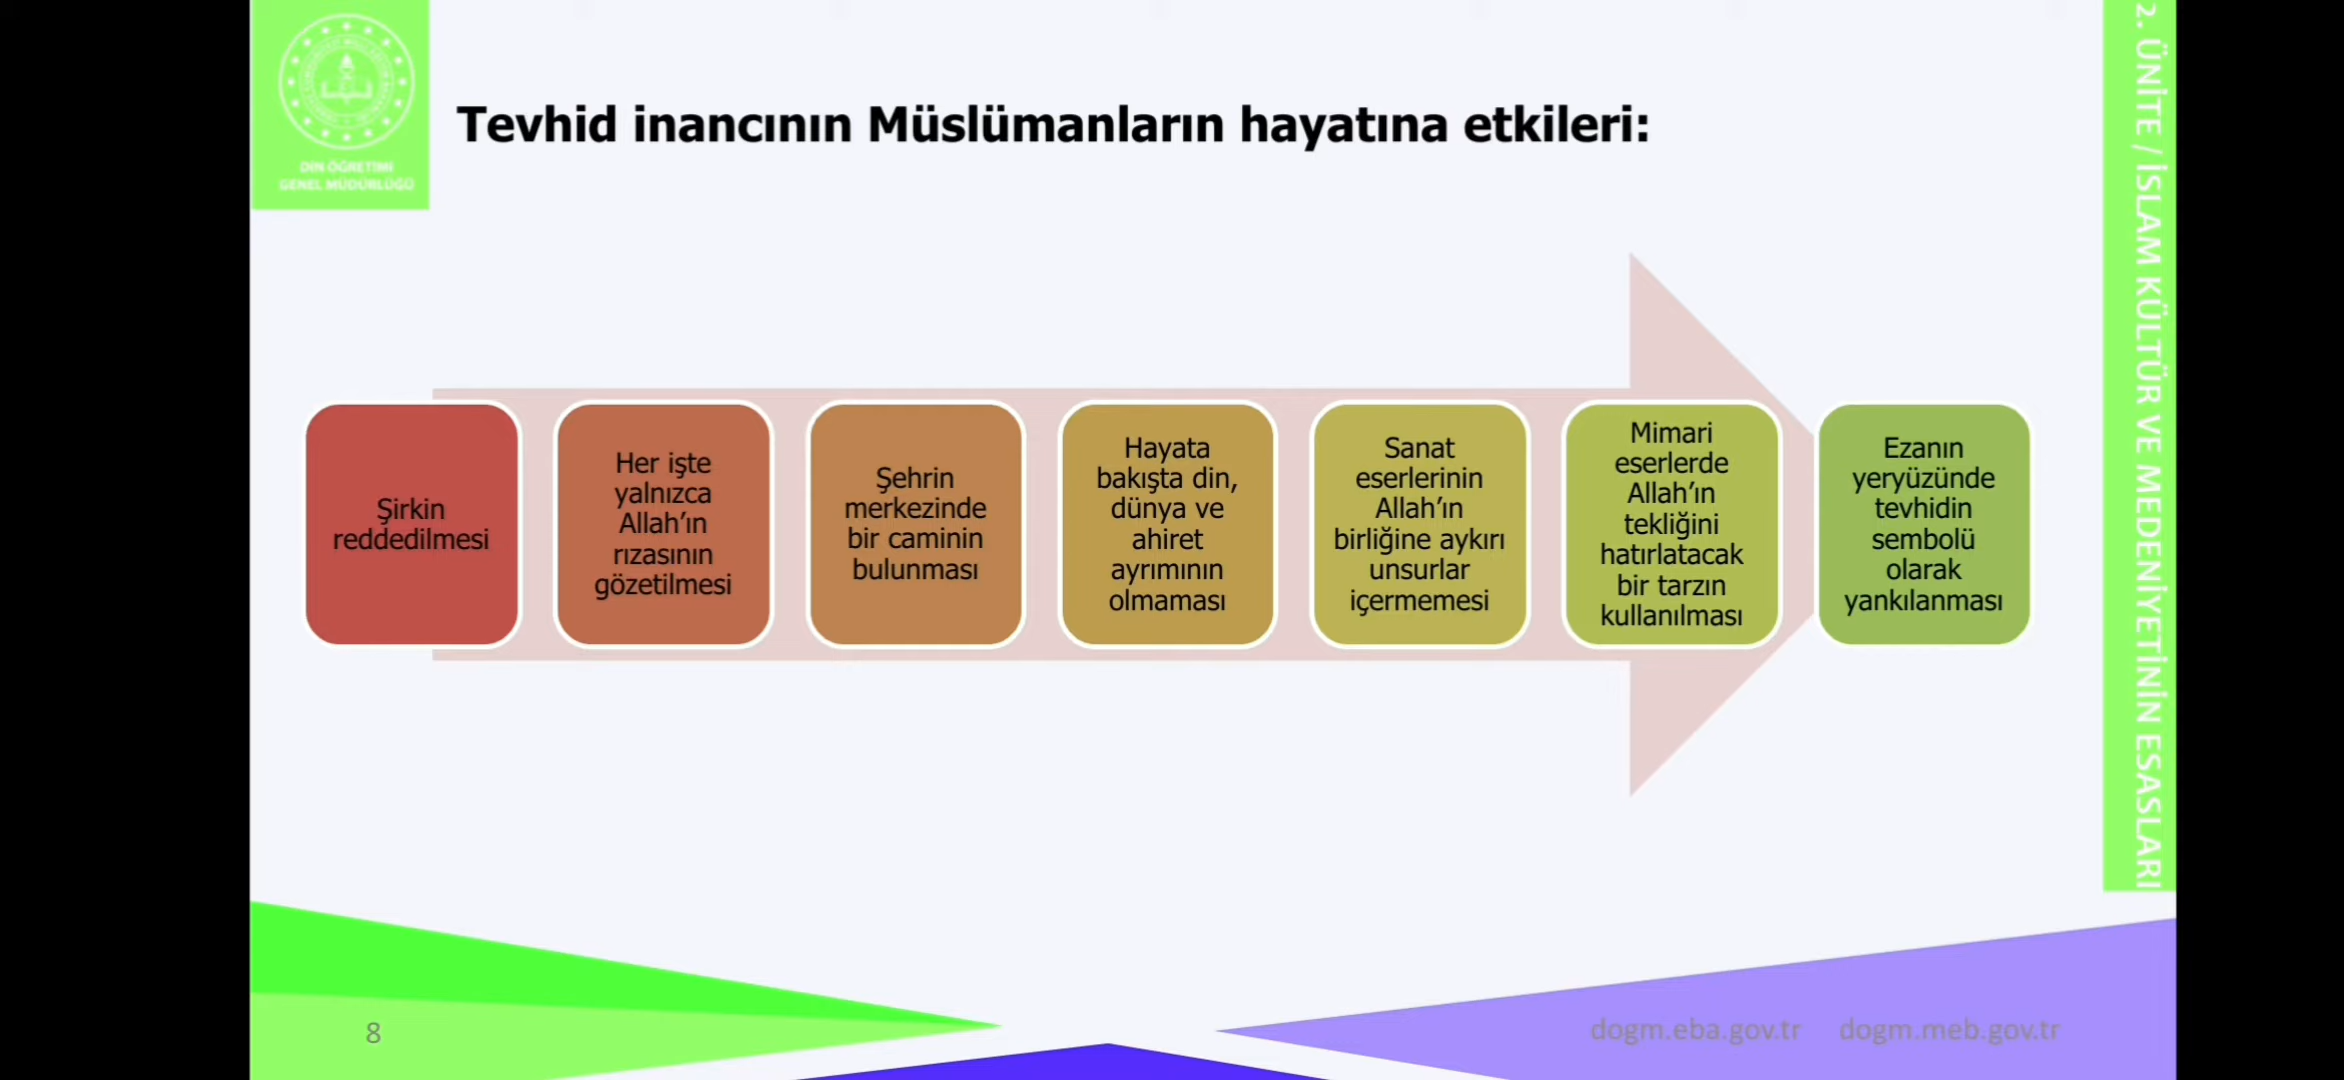 DİN ÖĞRETİMİ
GENEL MÜDÜRLÜĞÜ
Tevhid inancının Müslümanların hayatına etkileri:
Şirkin
reddedilmesi
Her işte
yalnızca
Allah’ın
rızasının
gözetilmesi
Şehrin
merkezinde
bir caminin
bulunması
Hayata
bakışta din,
dünya ve
ahiret
ayrımının
olmaması
Sanat
eserlerinin
Allah’ın
birliğine aykırı
unsurlar
içermemesi
Mimari
eserlerde
Allah’ın
tekliğini
hatırlatacak
bir tarzın
kullanılması
Ezanın
yeryüzünde
tevhidin
sembolü
olarak
yankılanması
2. ÜNİTE / İSLAM KÜLTÜR VE MEDENİYETİNİN ESASLARI
8
dogm.eba.gov.tr dogm.meb.gov.tr